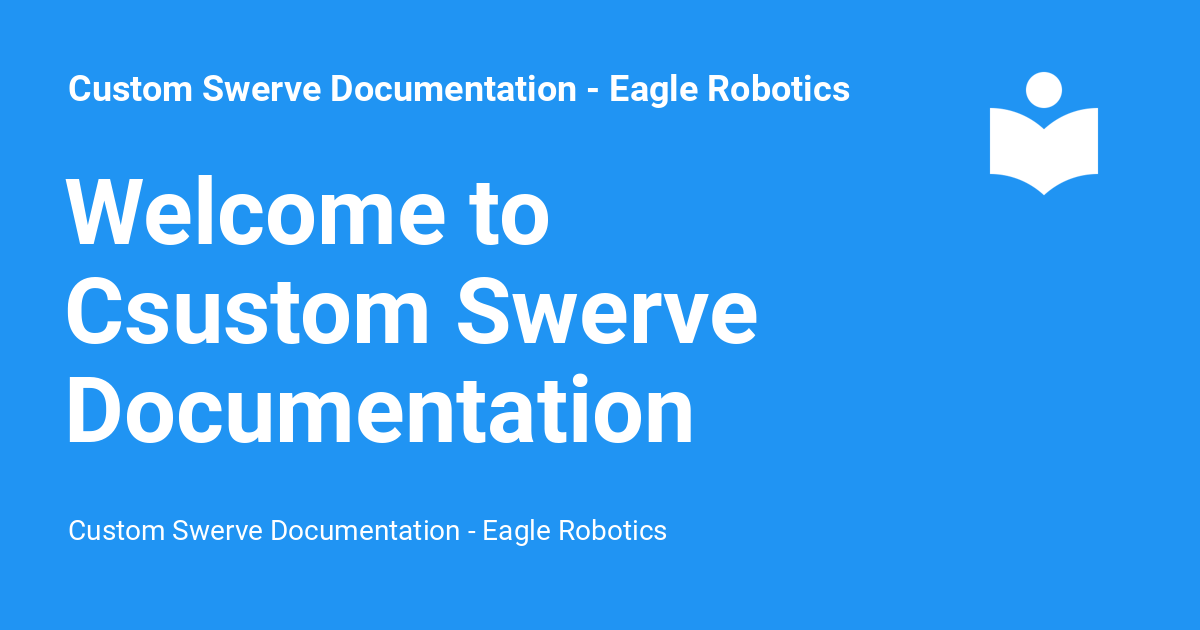 Custom Swerve Documentation - Eagle Robotics
Welcome to
Csustom Swerve
Documentation
Custom Swerve Documentation - Eagle Robotics